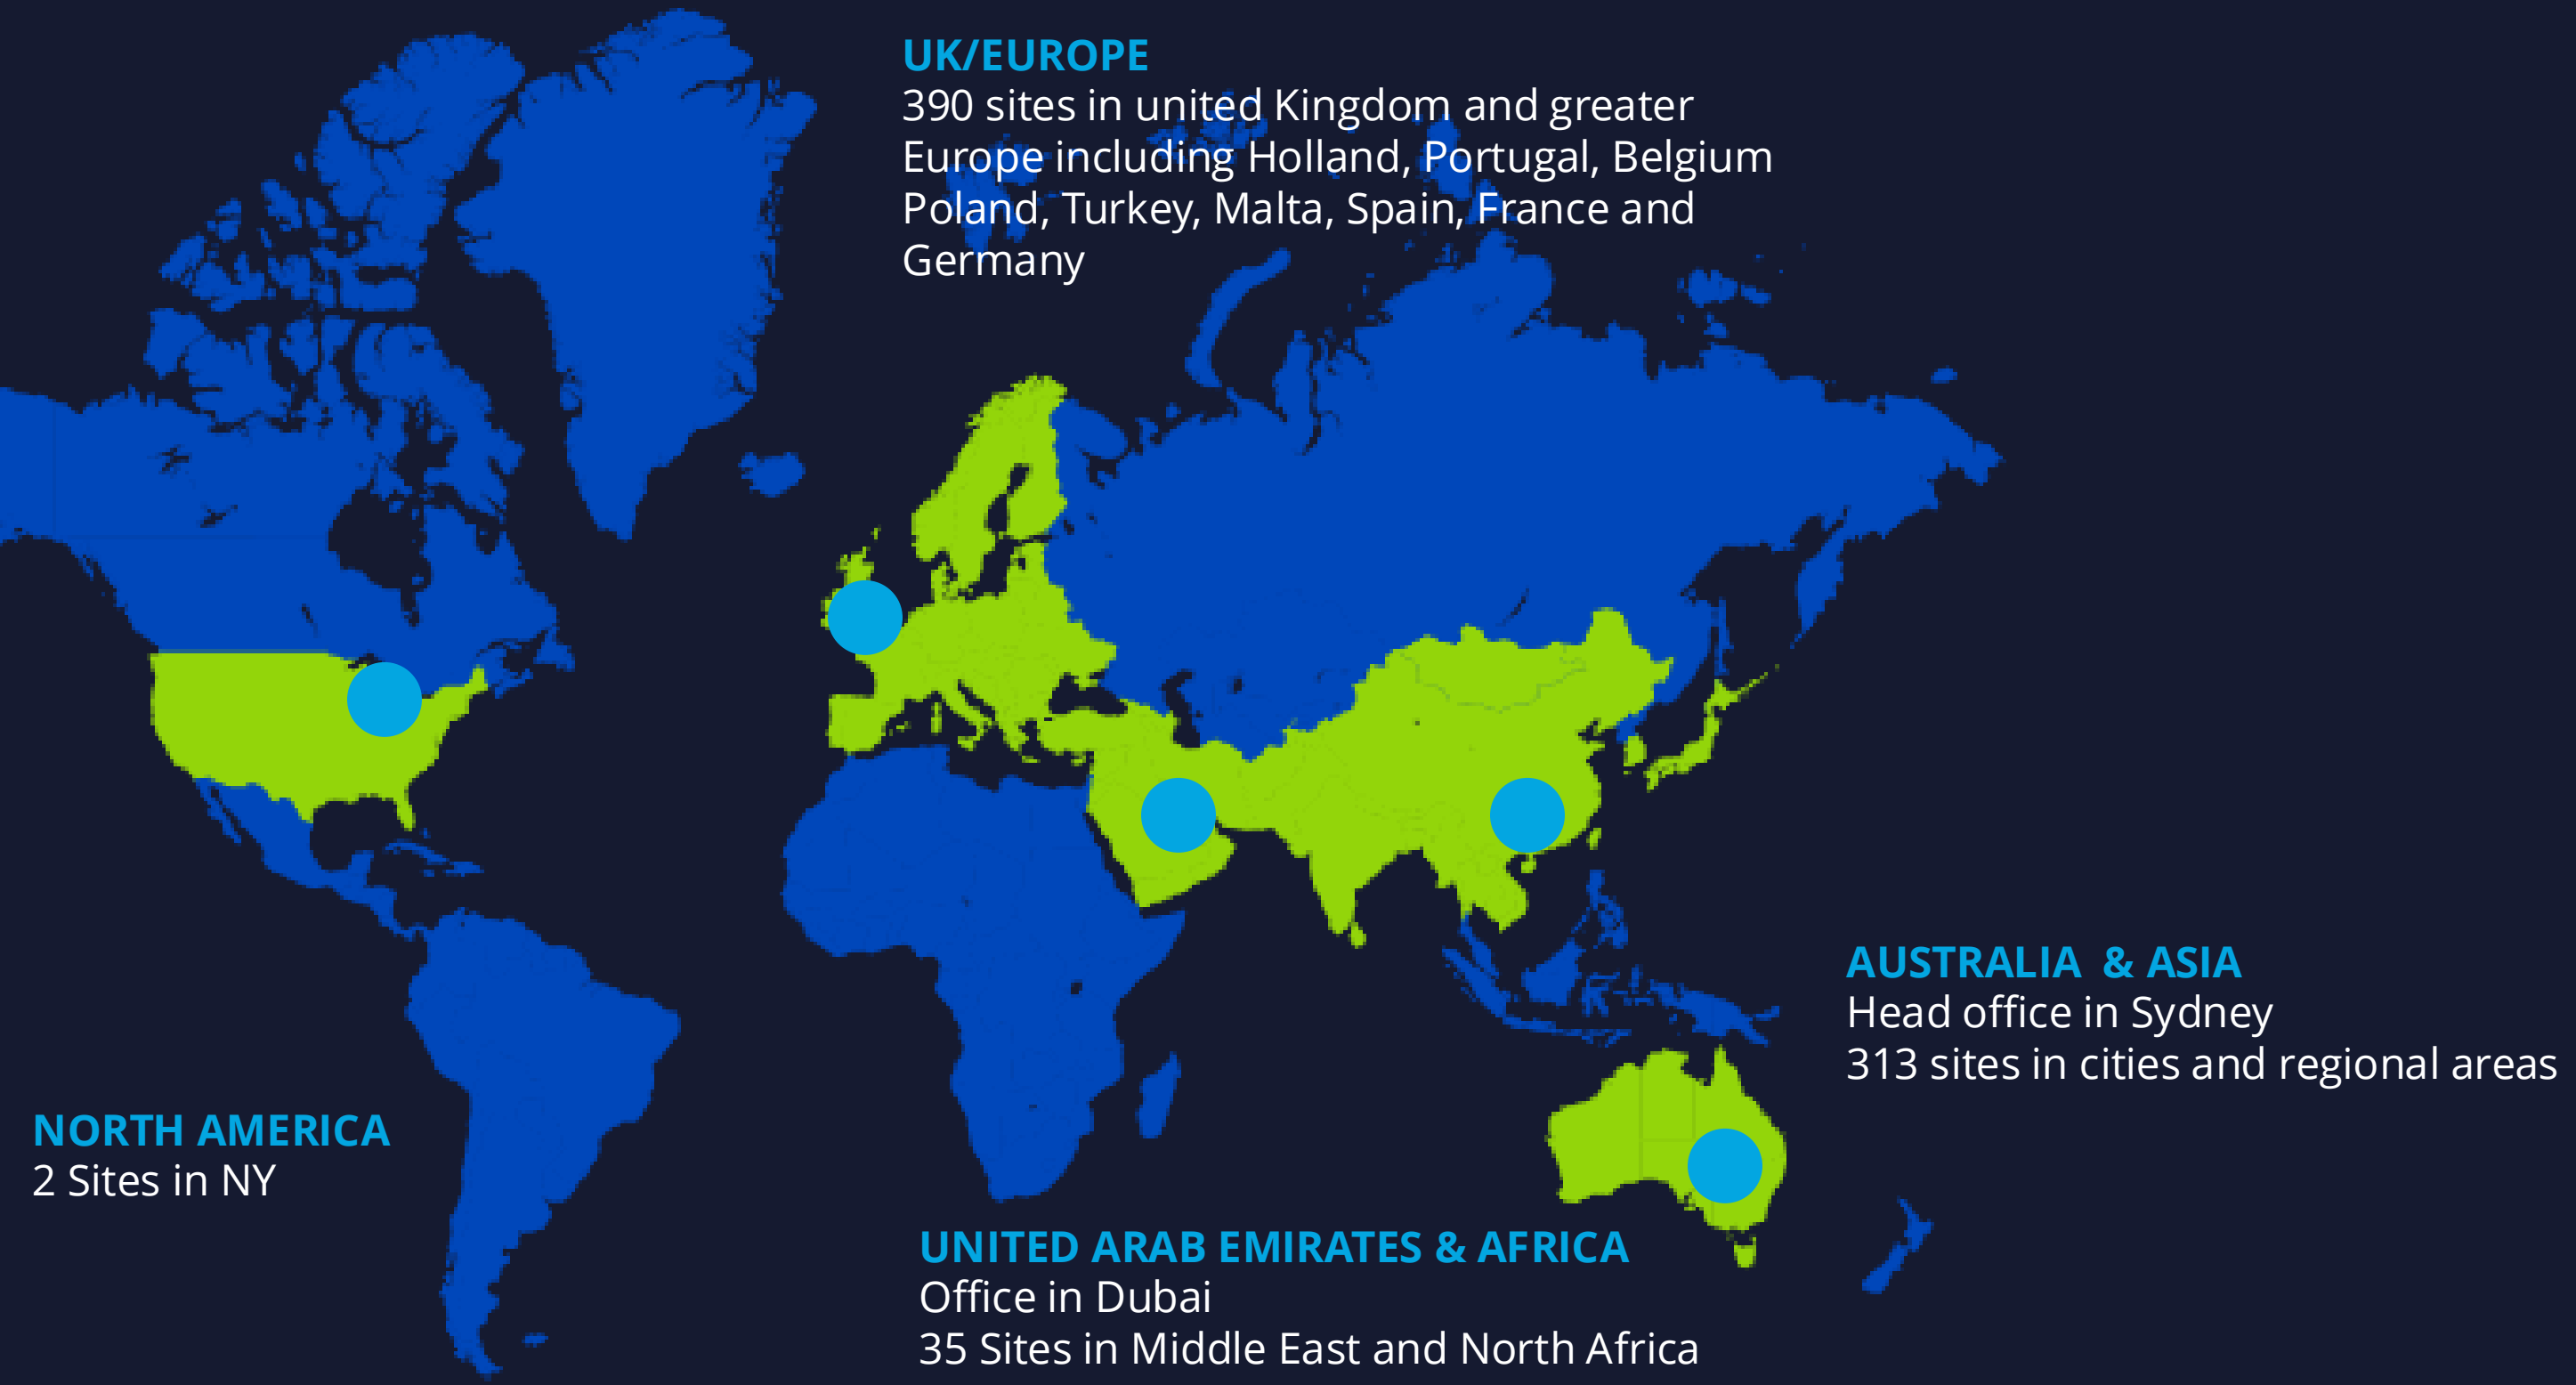 UK/EUROPE
390 sites in united Kingdom and greater
Europe including Holland, Portugal, Belgium
Poland, Turkey, Malta, Spain, France and
Germany
AUSTRALIA & ASIA
Head office in Sydney
313 sites in cities and regional areas
NORTH AMERICA
2 Sites in NY
UNITED ARAB EMIRATES & AFRICA
Office in Dubai
35 Sites in Middle East and North Africa